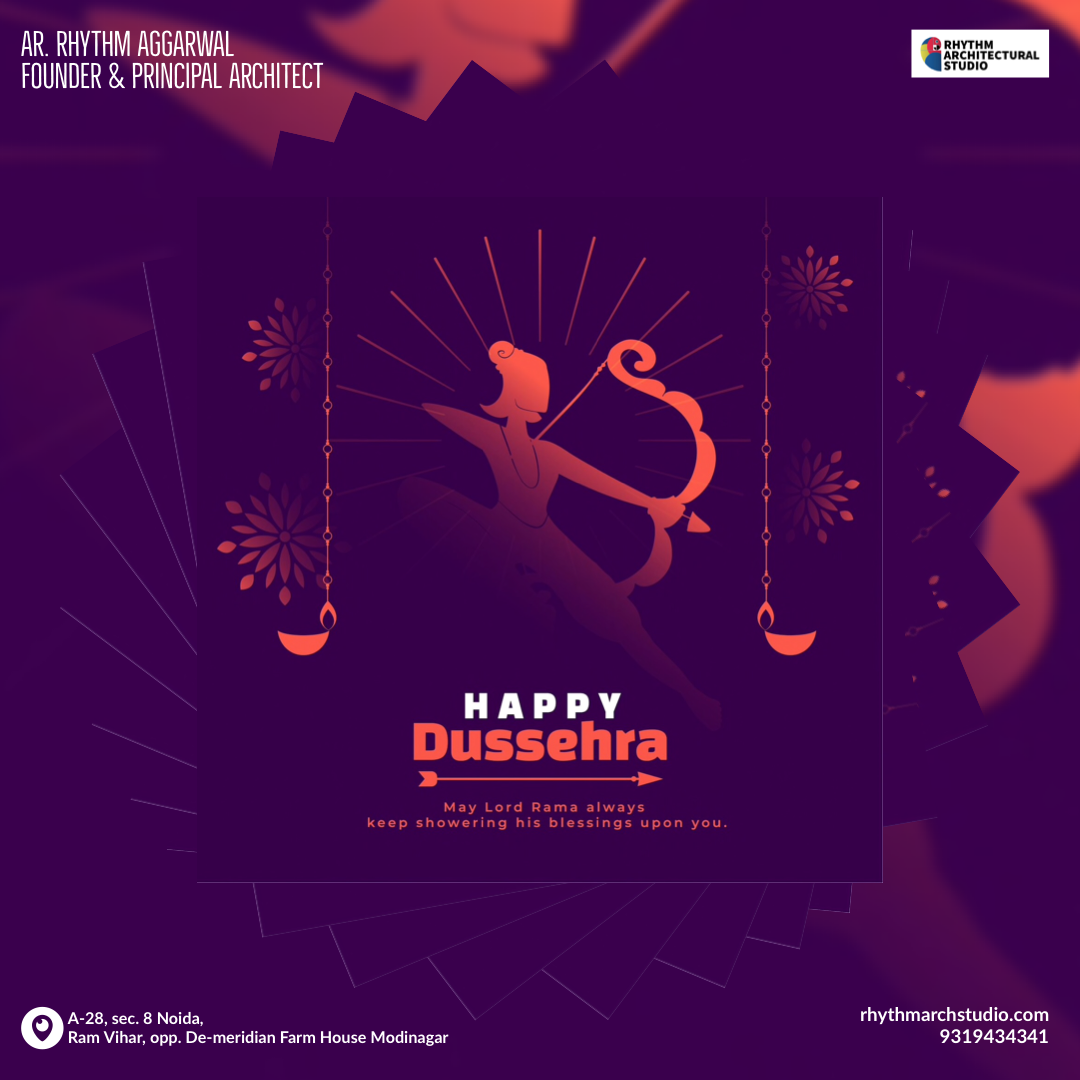 AR. RHYTHM AGGARWAL
FOUNDER & PRINCIPAL ARCHITECT
RHYTHM
ARCHITECTURAL
STUDIO
HAPPY
Dussehra
May Lord Rama always
keep showering his blessings upon you.
A-28, sec. 8 Noida,
Ram Vihar, opp. De-meridian Farm House Modinagar
rhythmarchstudio.com
9319434341